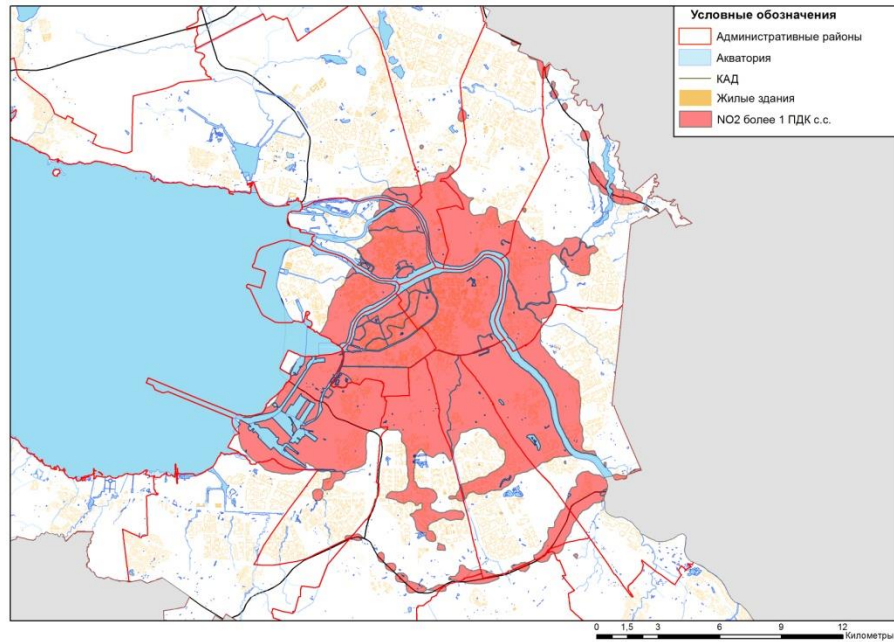 Условные обозначения
Административные районы
Акватория
КАД
Жилые здания
NO2 более 1 ПДК с.с.
0 1,5 3 6 9 12
Километры